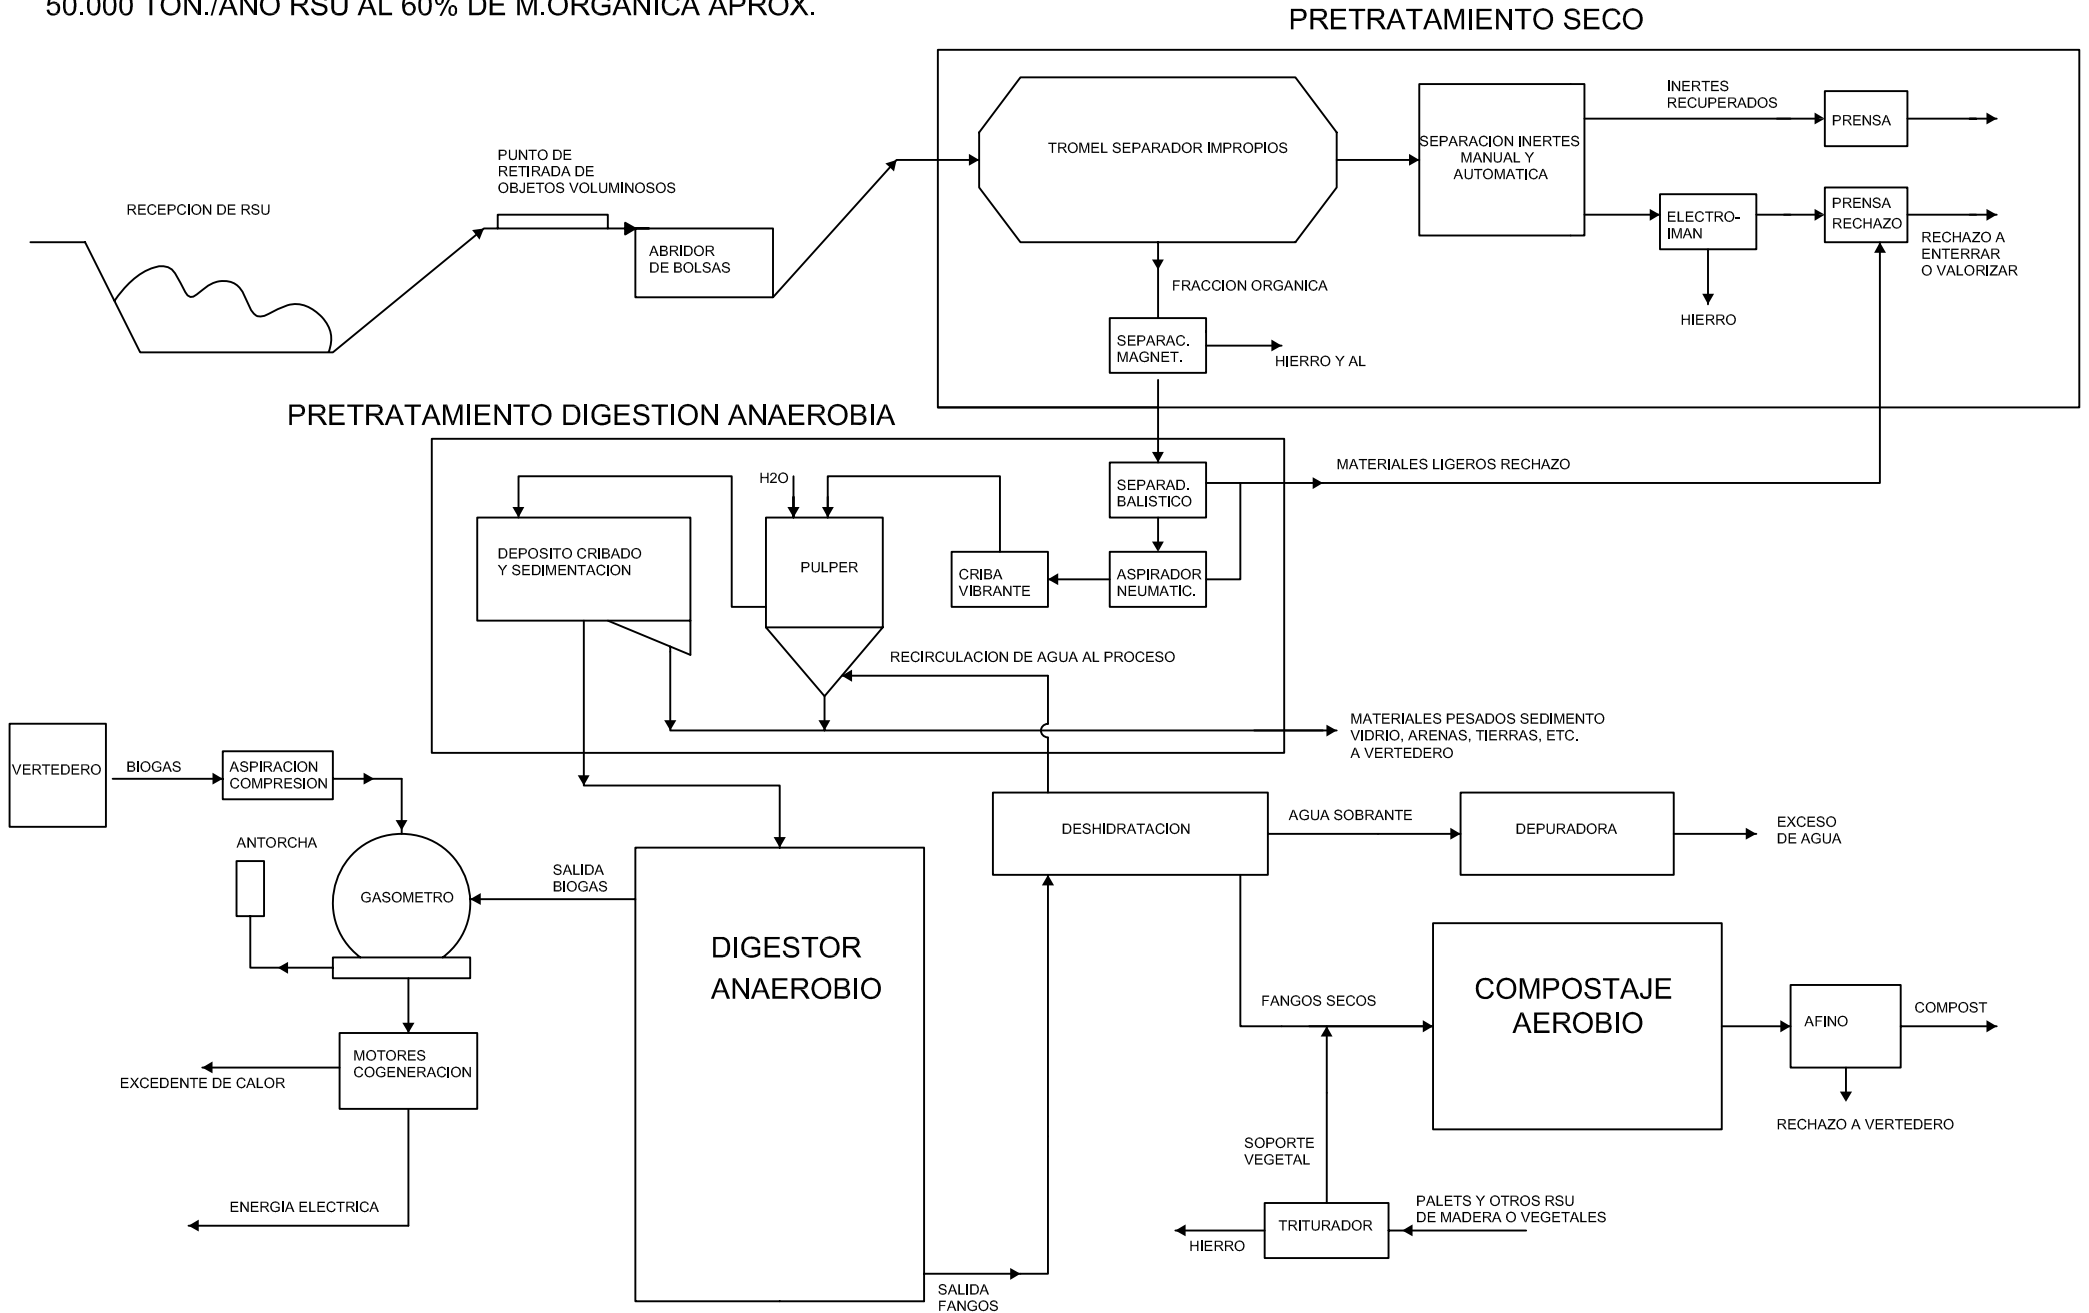 50.000 TON./AÑO RSU AL 60% DE M.ORGANICA APROX.
PRETRATAMIENTO SECO
RECEPCION DE RSU
PUNTO DE
RETIRADA DE
OBJETOS VOLUMINOSOS
ABRIDOR
DE BOLSAS
TROMEL SEPARADOR IMPROPIOS
SEPARACION INERTES
MANUAL Y
AUTOMATICA
INERTES
RECUPERADOS
PRENSA
ELECTRO-
IMAN
PRENSA
RECHAZO
RECHAZO A
ENTERRAR
O VALORIZAR
HIERRO
FRACCION ORGANICA
SEPARAC.
MAGNET.
HIERRO Y AL
PRETRATAMIENTO DIGESTION ANAEROBIA
H2O
SEPARAD.
BALISTICO
MATERIALES LIGEROS RECHAZO
DEPOSITO CRIBADO
Y SEDIMENTACION
PULPER
CRIBA
VIBRANTE
ASPIRADOR
NEUMATIC.
RECIRCULACION DE AGUA AL PROCESO
MATERIALES PESADOS SEDIMENTO
VIDRIO, ARENAS, TIERRAS, ETC.
A VERTEDERO
VERTEDERO
BIOGAS
ASPIRACION
COMPRESION
ANTORCHA
GASOMETRO
SALIDA
BIOGAS
DESHIDRATACION
AGUA SOBRANTE
DEPURADORA
EXCESO
DE AGUA
DIGESTOR
ANAEROBIO
FANGOS SECOS
COMPOSTAJE
AEROBIO
AFINO
COMPOST
RECHAZO A VERTEDERO
MOTORES
COGENERACION
EXCEDENTE DE CALOR
ENERGIA ELECTRICA
SOPORTE
VEGETAL
TRITURADOR
PALETS Y OTROS RSU
DE MADERA O VEGETALES
HIERRO
SALIDA
FANGOS